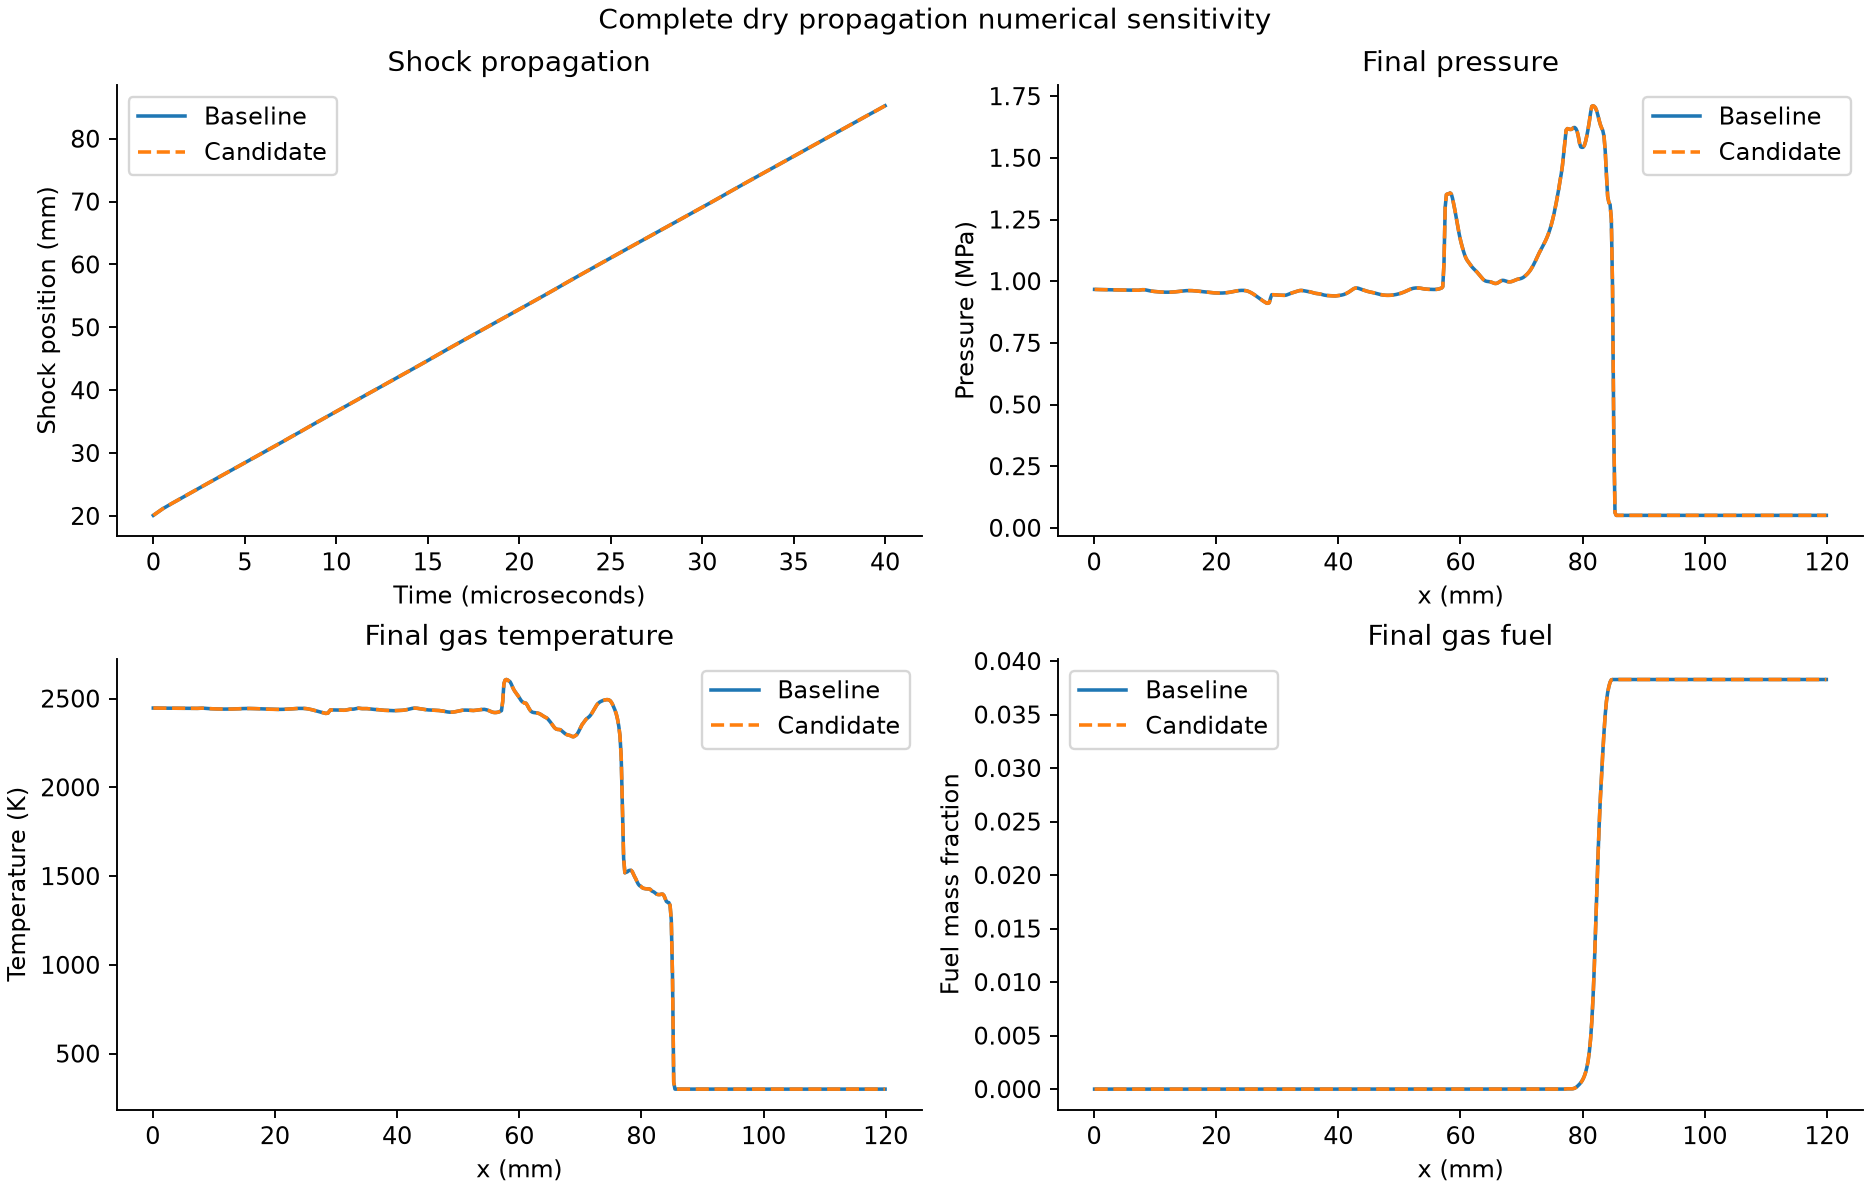 Complete dry propagation numerical sensitivity
Shock propagation
Baseline
Candidate
Shock position (mm)
80
70
60
50
40
30
20
0 5 10 15 20 25 30 35 40
Time (microseconds)
Final pressure
Baseline
Candidate
Pressure (MPa)
1.75
1.50
1.25
1.00
0.75
0.50
0.25
0.00
0 20 40 60 80 100 120
x (mm)
Final gas temperature
Baseline
Candidate
Temperature (K)
2500
2000
1500
1000
500
0 20 40 60 80 100 120
x (mm)
Final gas fuel
Baseline
Candidate
Fuel mass fraction
0.040
0.035
0.030
0.025
0.020
0.015
0.010
0.005
0.000
0 20 40 60 80 100 120
x (mm)